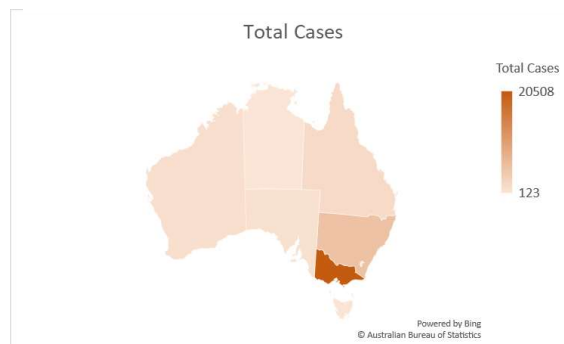 Total Cases
Total Cases
20508
123
Powered by Bing
© Australian Bureau of Statistics